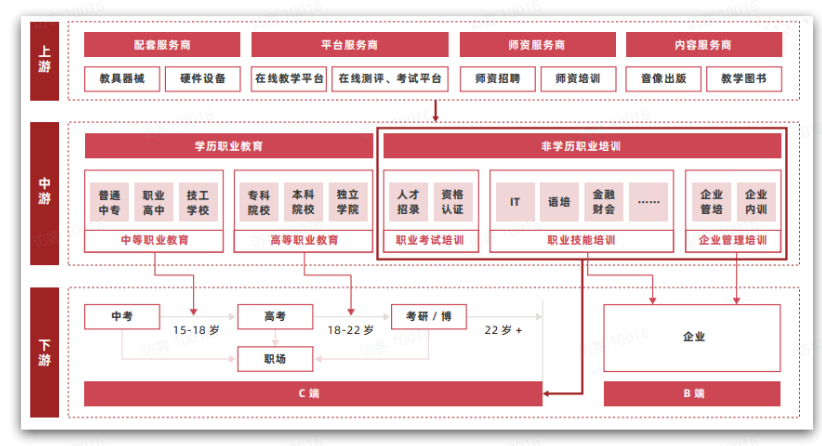 上游
配套服务商
平台服务商
师资服务商
内容服务商
教具器械
硬件设备
在线教学平台
在线测评、考试平台
师资招聘
师资培训
音像出版
教学图书
中游
学历职业教育
非学历职业培训
普通
中专
职业
高中
技工
学校
专科
院校
本科
院校
独立
学院
人才
招录
资格
认证
IT
语培
金融
财会
……
企业
管培
企业
内训
中等职业教育
高等职业教育
职业考试培训
职业技能培训
企业管理培训
下游
中考
15-18 岁
高考
18-22 岁
考研 / 博
22 岁 +
职场
企业
C 端
B 端
访客 10016